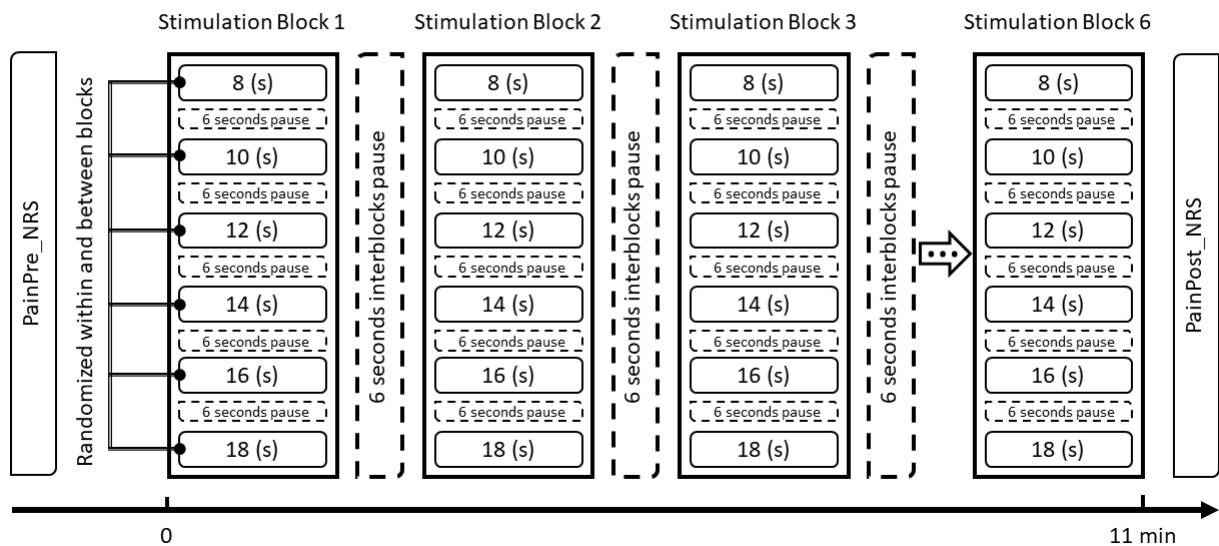 Stimulation Block 1
Stimulation Block 2
Stimulation Block 3
Stimulation Block 6
PainPre_NRS
Randomized within and between blocks
8 (s)
6 seconds pause
10 (s)
6 seconds pause
12 (s)
6 seconds pause
14 (s)
6 seconds pause
16 (s)
6 seconds pause
18 (s)
6 seconds interblocks pause
8 (s)
6 seconds pause
10 (s)
6 seconds pause
12 (s)
6 seconds pause
14 (s)
6 seconds pause
16 (s)
6 seconds pause
18 (s)
6 seconds interblocks pause
8 (s)
6 seconds pause
10 (s)
6 seconds pause
12 (s)
6 seconds pause
14 (s)
6 seconds pause
16 (s)
6 seconds pause
18 (s)
6 seconds interblocks pause
8 (s)
6 seconds pause
10 (s)
6 seconds pause
12 (s)
6 seconds pause
14 (s)
6 seconds pause
16 (s)
6 seconds pause
18 (s)
PainPost_NRS
0
11 min